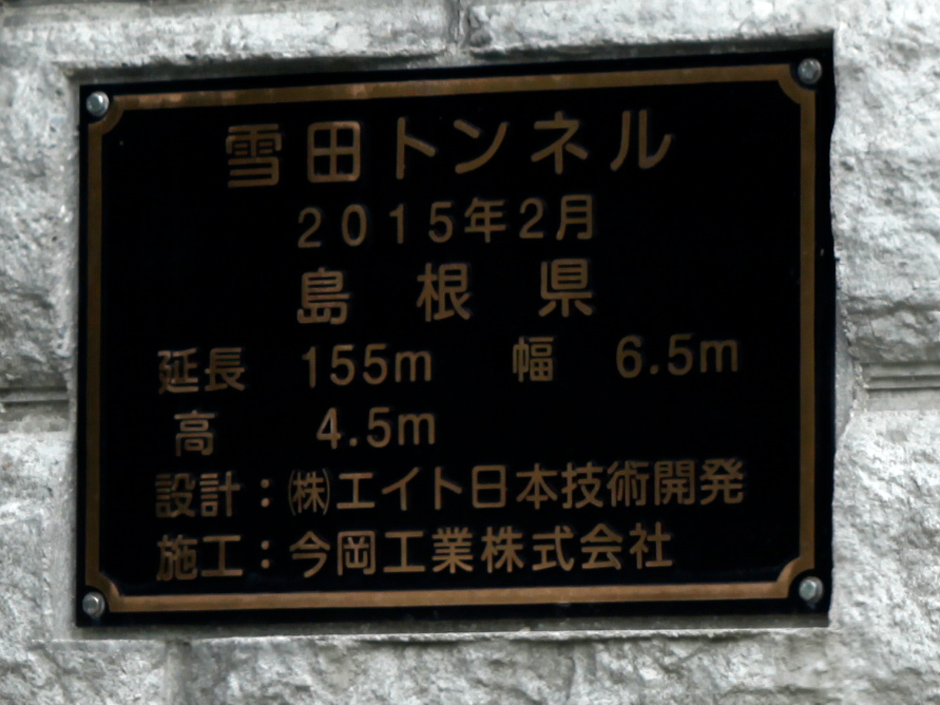 雪田トンネル
2015年2月
島根県
延長 155m 幅 6.5m
高 4.5m
設計：㈱エイト日本技術開発
施工：今岡工業株式会社